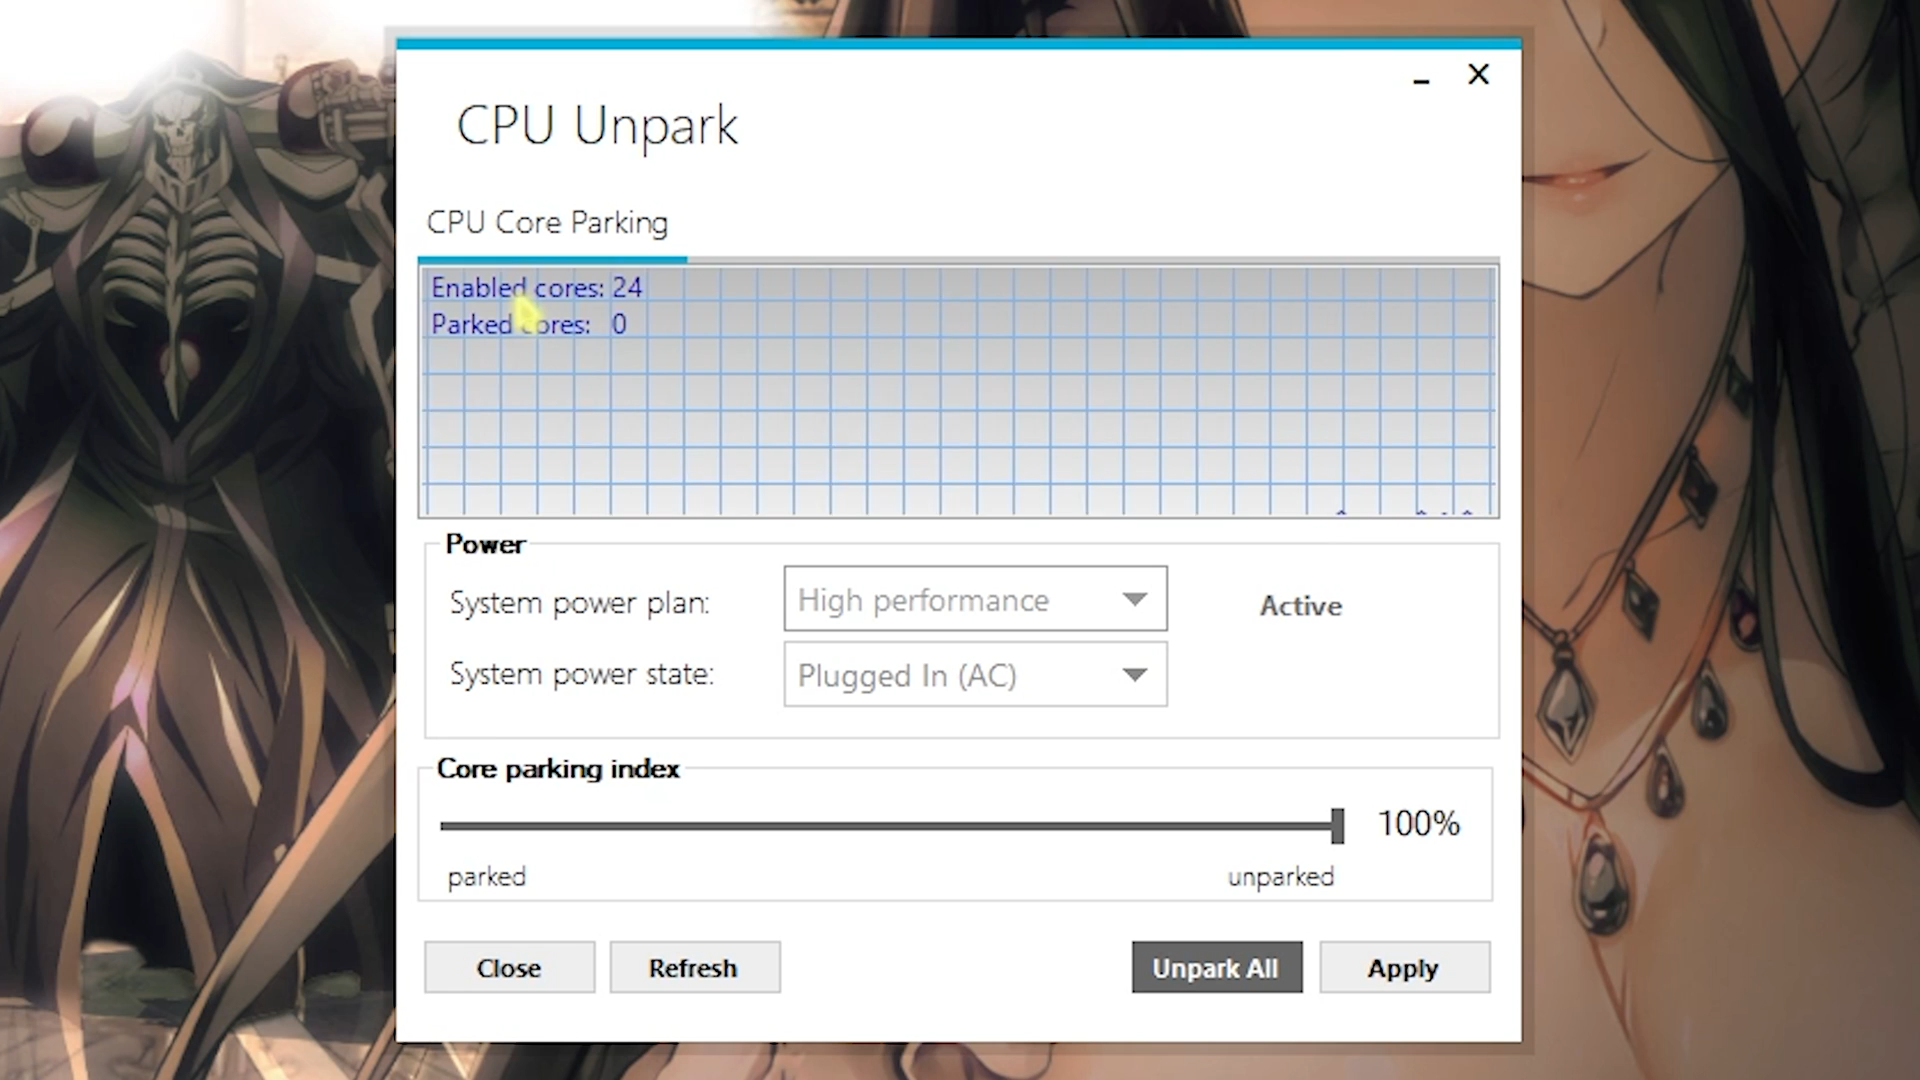 CPU Unpark
CPU Core Parking
Enabled cores: 24
Parked cores: 0
Power
System power plan:
High performance
Active
System power state:
Plugged In (AC)
Core parking index
100%
parked
unparked
Close
Refresh
Unpark All
Apply